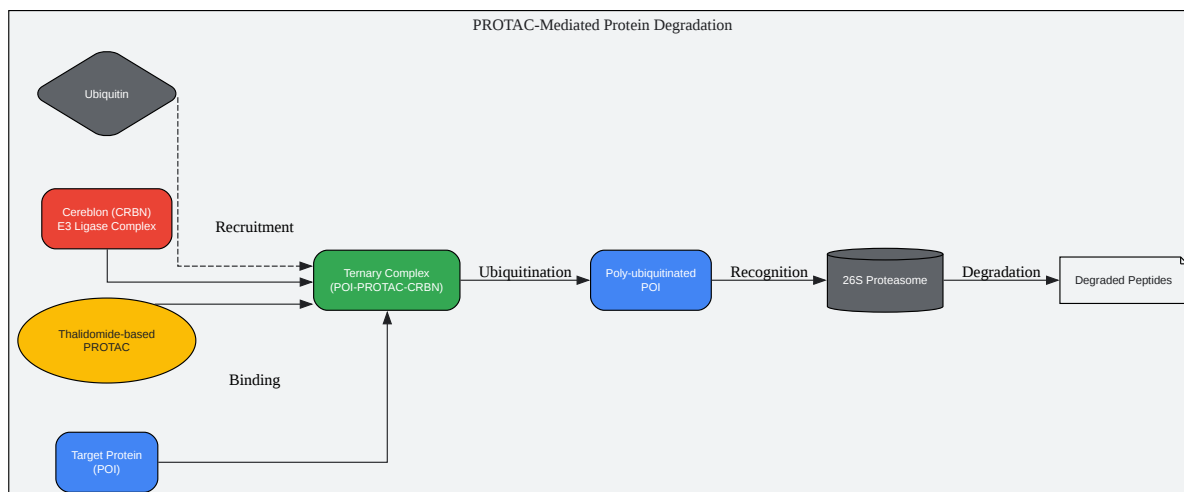 PROTAC-Mediated Protein Degradation
Ubiquitin
Cereblon (CRBN)
E3 Ligase Complex
Recruitment
Thalidomide-based
PROTAC
Binding
Target Protein
(POI)
Ternary Complex
(POI-PROTAC-CRBN)
Ubiquitination
Poly-ubiquitinated
POI
Recognition
26S Proteasome
Degradation
Degraded Peptides